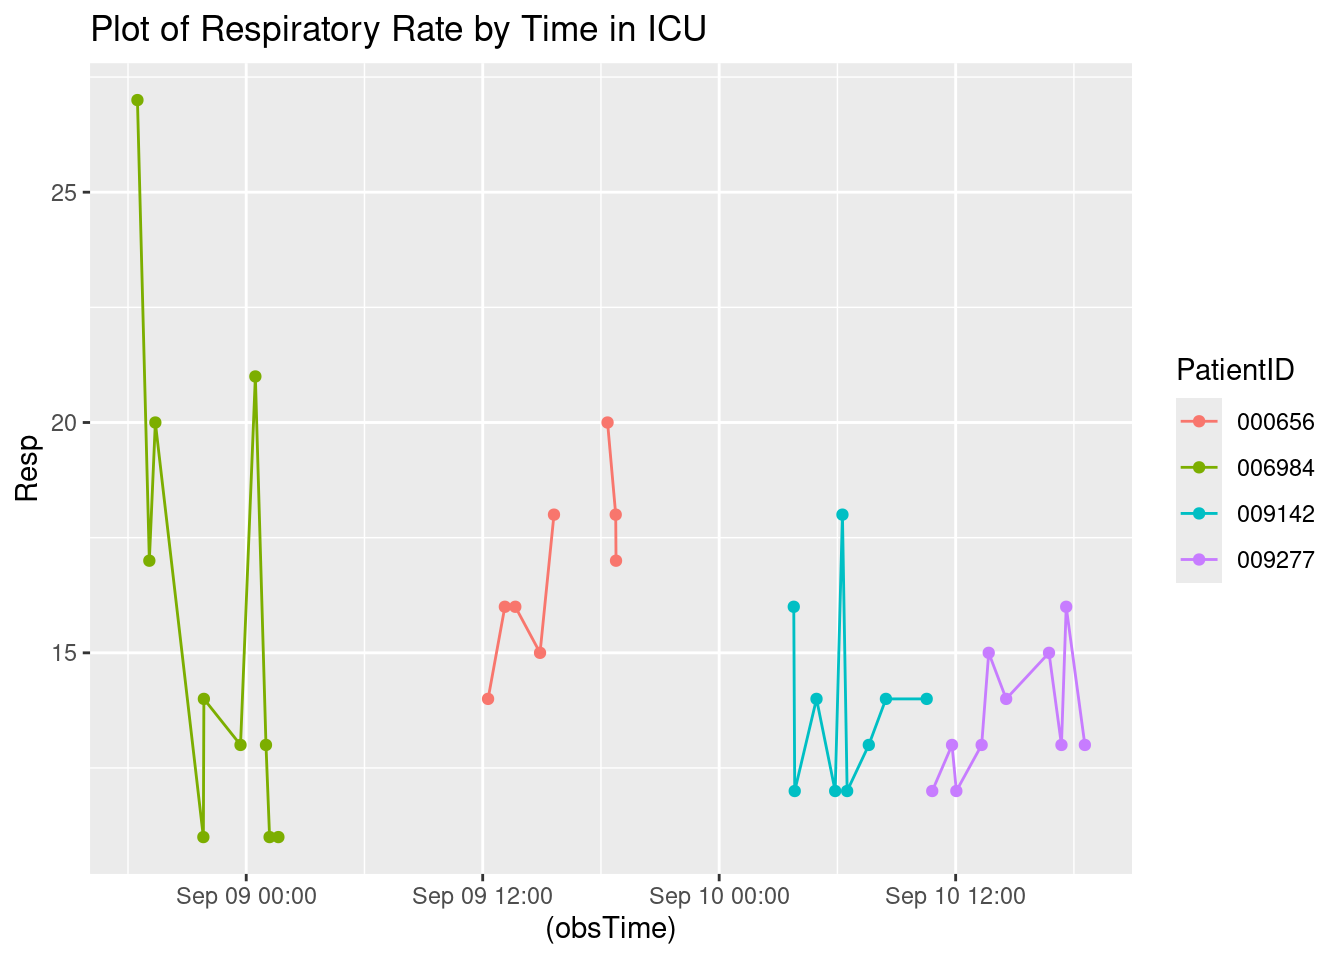 Plot of Respiratory Rate by Time in ICU
25
20
15
Resp
Sep 09 00:00
Sep 09 12:00
Sep 10 00:00
Sep 10 12:00
(obsTime)
PatientID
000656
006984
009142
009277